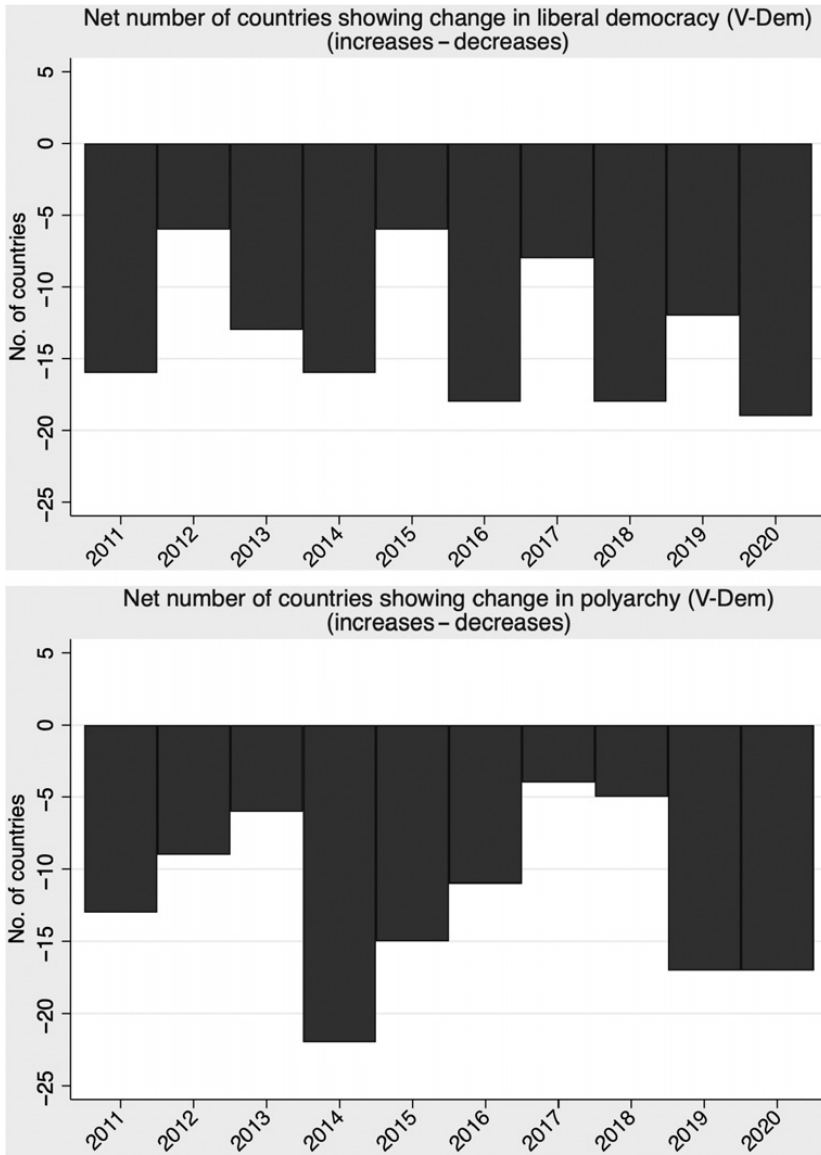 Net number of countries showing change in liberal democracy (V-Dem)
(increases – decreases)
No. of countries
5
0
−5
−10
−15
−20
−25
2011 2012 2013 2014 2015 2016 2017 2018 2019 2020
Net number of countries showing change in polyarchy (V-Dem)
(increases – decreases)
No. of countries
5
0
−5
−10
−15
−20
−25
2011 2012 2013 2014 2015 2016 2017 2018 2019 2020